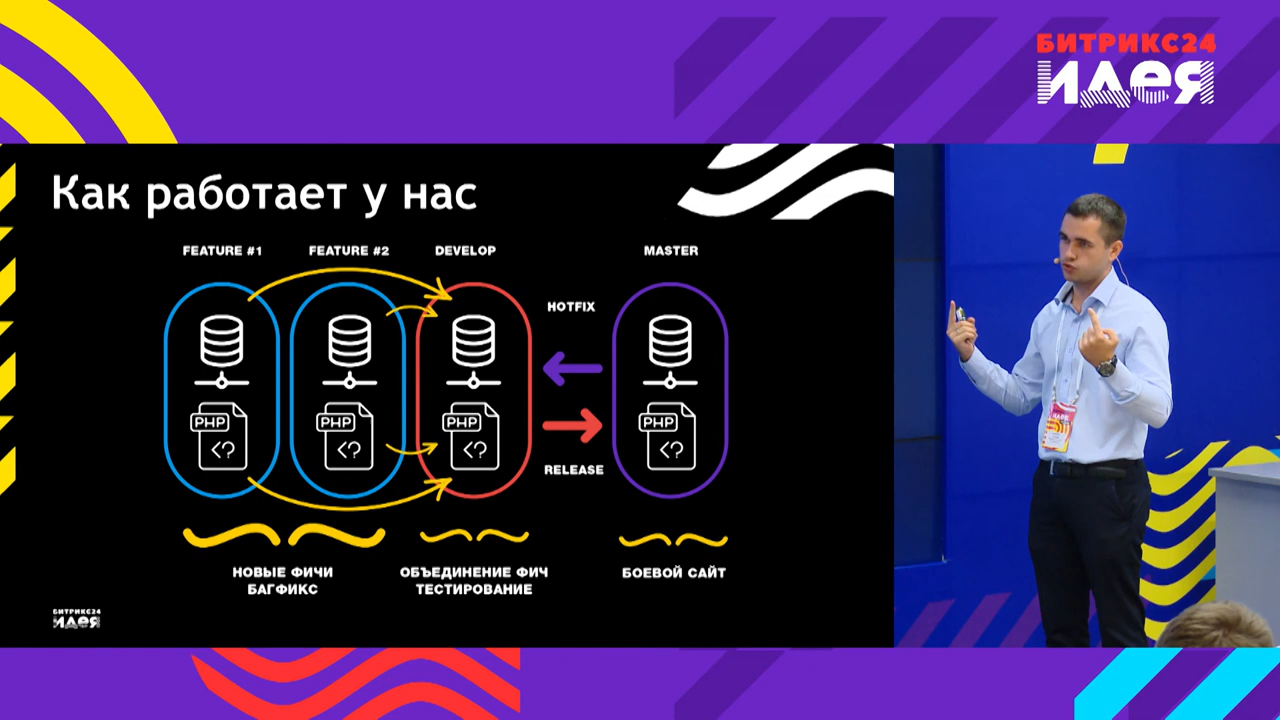 БИТРИКС24
ИДЕЯ
Как работает у нас
FEATURE #1
FEATURE #2
DEVELOP
MASTER
HOTFIX
PHP
<?
PHP
<?
PHP
<?
PHP
<?
RELEASE
НОВЫЕ ФИЧИ
БАГФИКС
ОБЪЕДИНЕНИЕ ФИЧ
ТЕСТИРОВАНИЕ
БОЕВОЙ САЙТ
БИТРИКС24
ИДЕЯ
ИДЕЯ